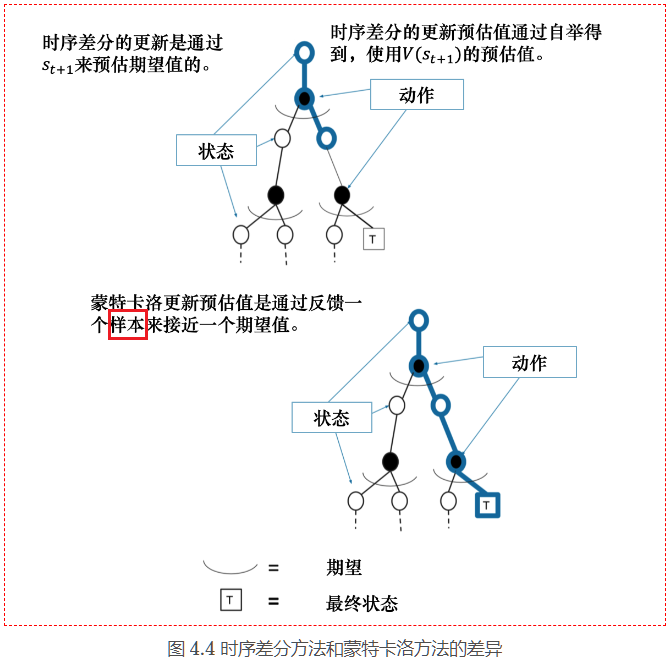 时序差分的更新是通过
s_{t+1}来预估期望值的。
时序差分的更新预估值通过自举得
到，使用V(s_{t+1})的预估值。
动作
状态
T
蒙特卡洛更新预估值是通过反馈一
个样本来接近一个期望值。
动作
状态
T
= 期望
T = 最终状态
图 4.4 时序差分方法和蒙特卡洛方法的差异